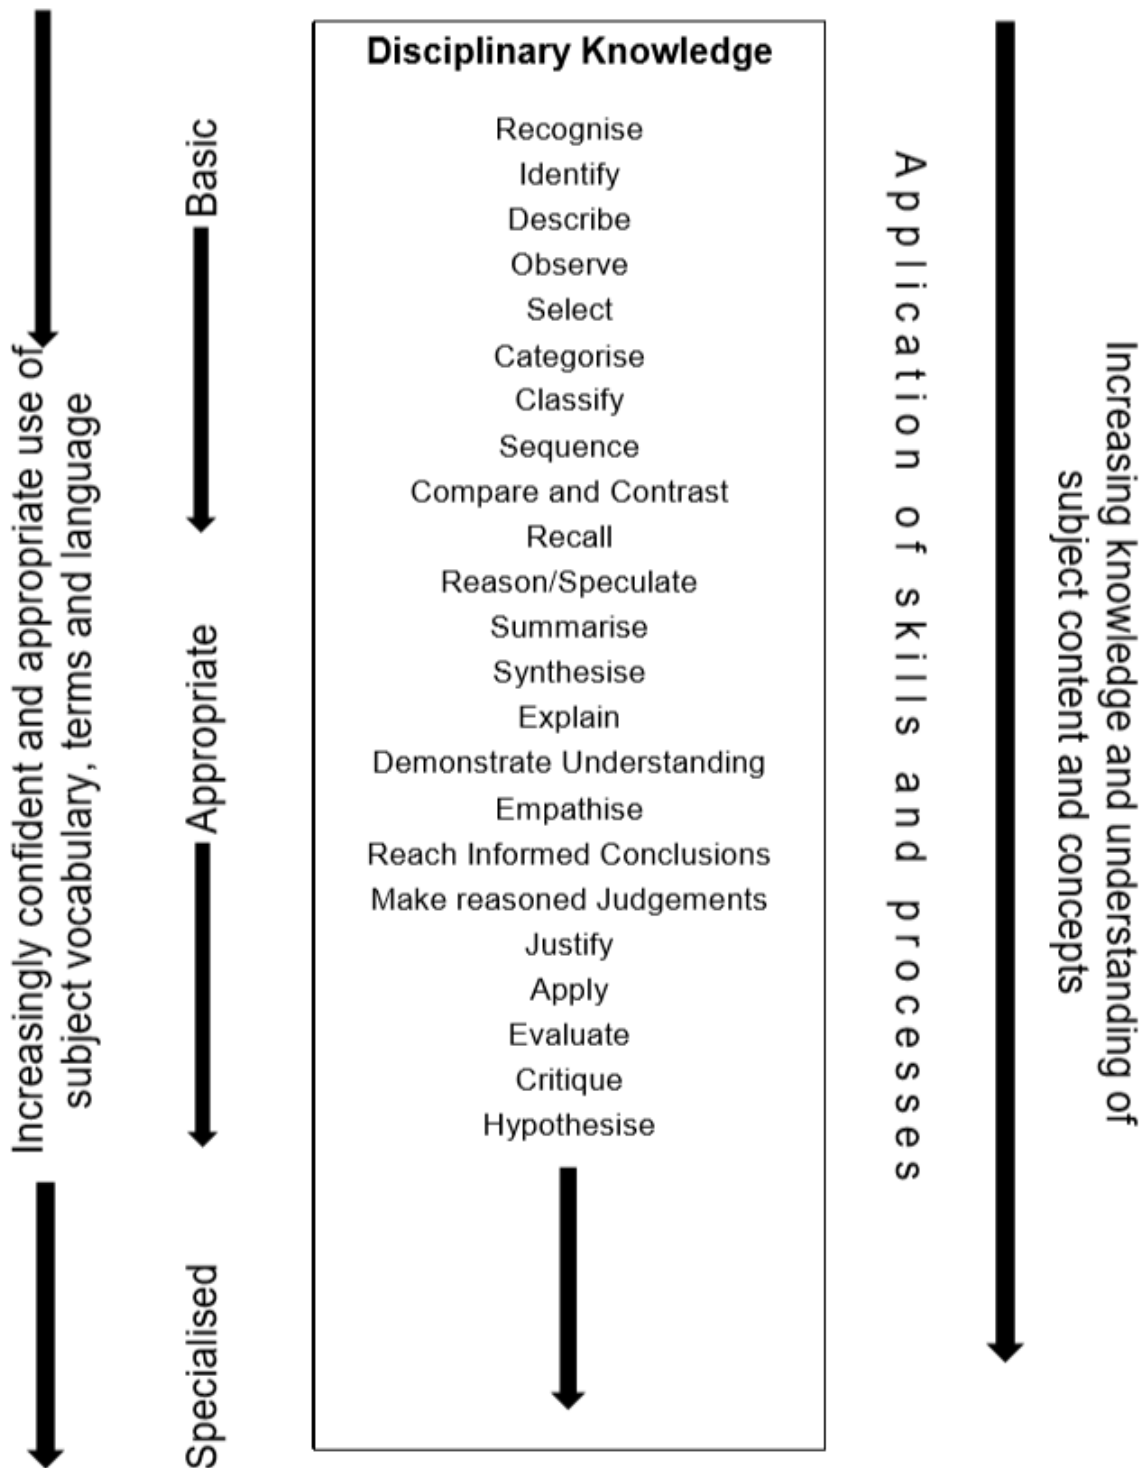 Disciplinary Knowledge
Recognise
Identify
Describe
Observe
Select
Categorise
Classify
Sequence
Compare and Contrast
Recall
Reason/Speculate
Summarise
Synthesise
Explain
Demonstrate Understanding
Empathise
Reach Informed Conclusions
Make reasoned Judgements
Justify
Apply
Evaluate
Critique
Hypothesise
Increasingly confident and appropriate use of
subject vocabulary, terms and language
Basic
Appropriate
Specialised
Application of skills and processes
Increasing knowledge and understanding of
subject content and concepts